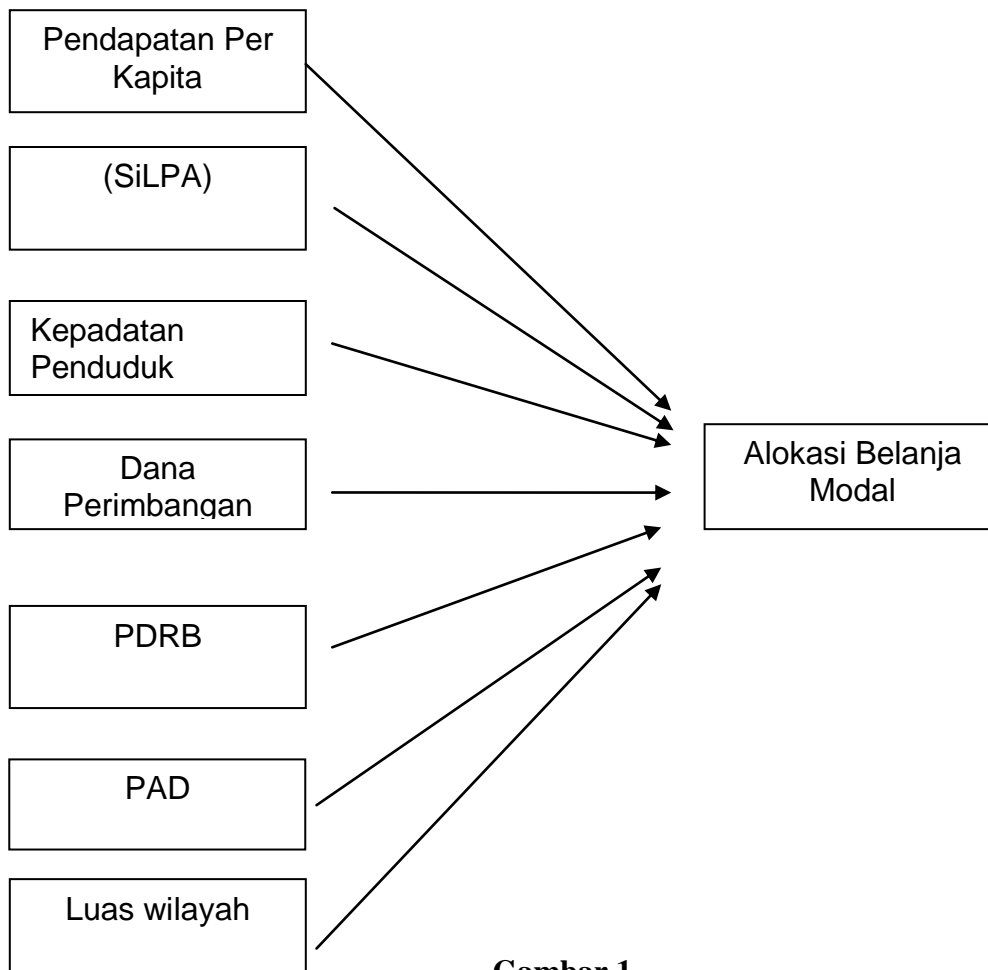 Pendapatan Per
Kapita
(SiLPA)
Kepadatan
Penduduk
Dana
Perimbangan
PDRB
PAD
Luas wilayah
Alokasi Belanja
Modal
Gambar 1